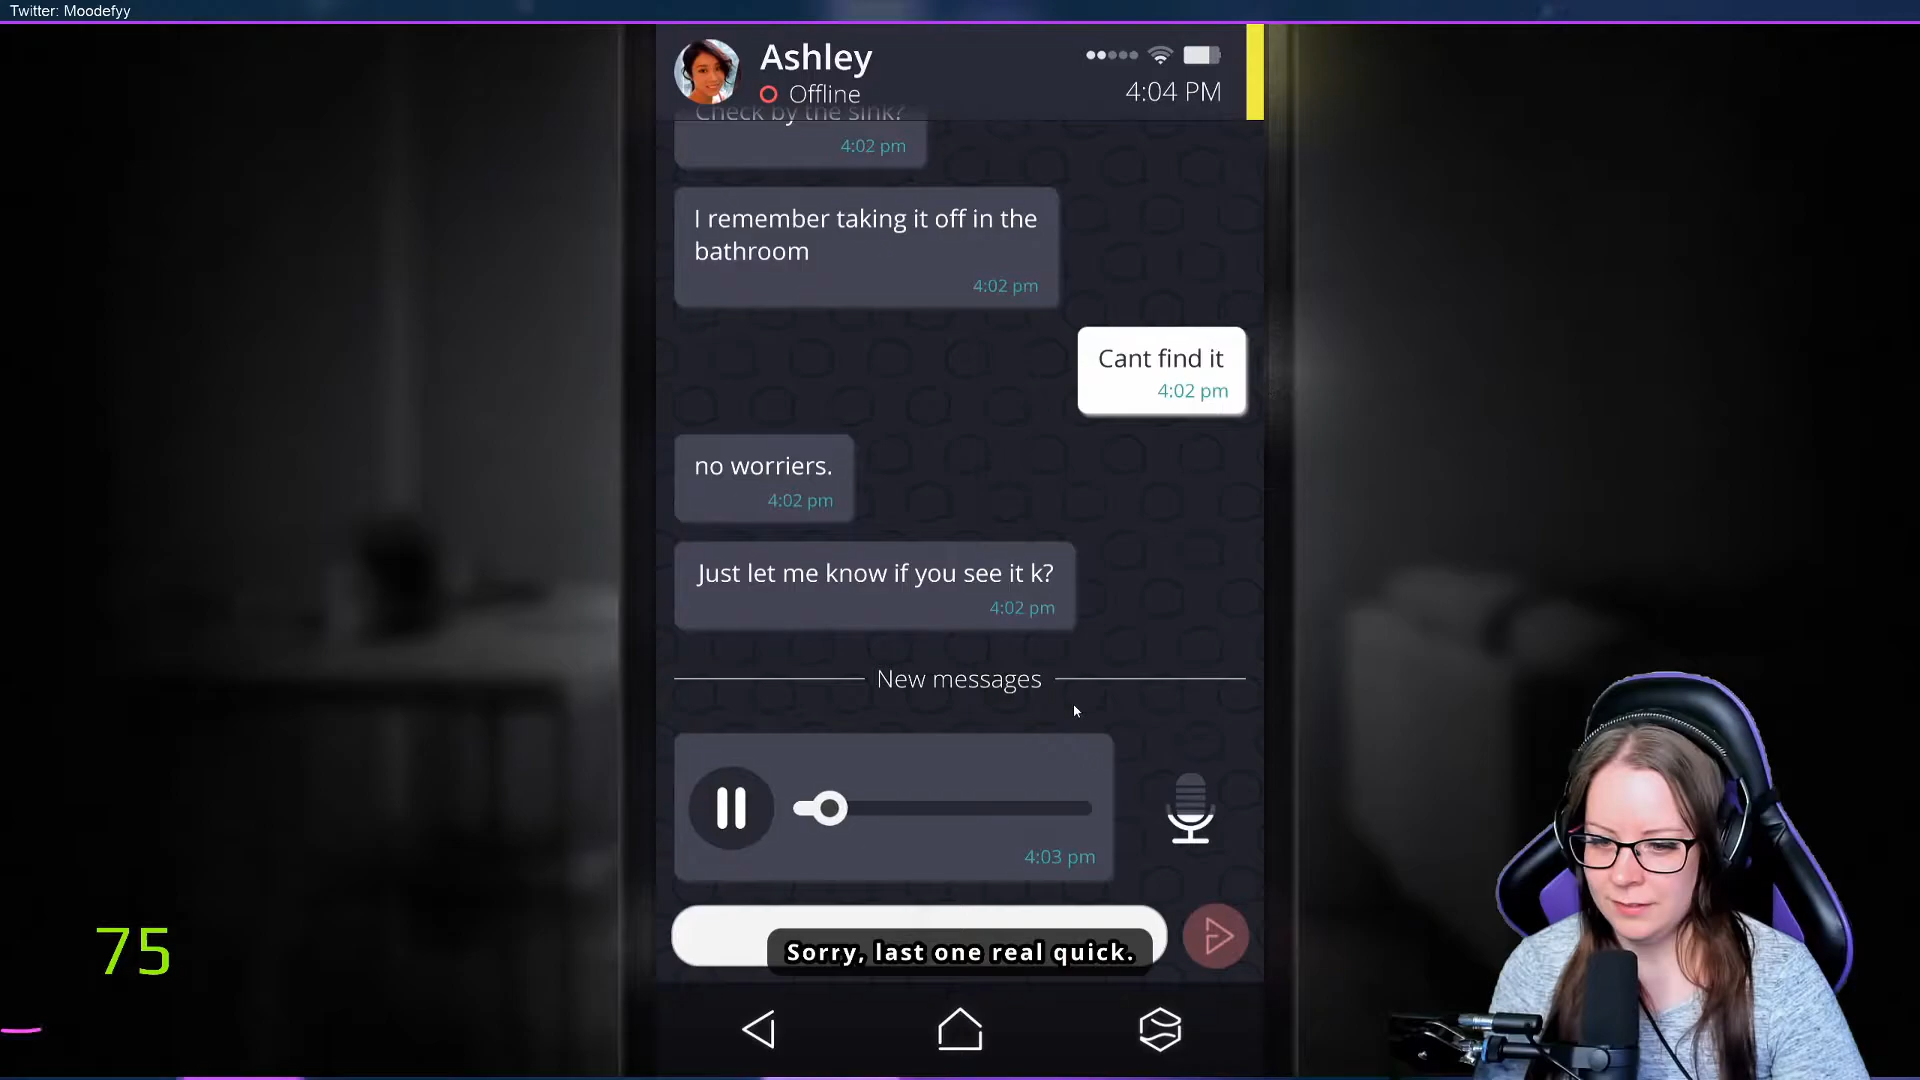 Twitter: Moodefyy
Ashley
Offline
4:04 PM
Check by the sink?
4:02 pm
I remember taking it off in the
bathroom
4:02 pm
Cant find it
4:02 pm
no worriers.
4:02 pm
Just let me know if you see it k?
4:02 pm
New messages
4:03 pm
Sorry, last one real quick.
75